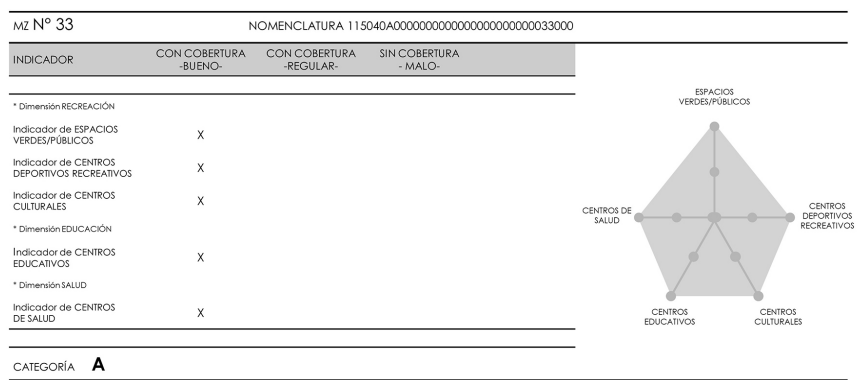 MZ N° 33
NOMENCLATURA 115040A0000000000000000000000033000
INDICADOR
CON COBERTURA
-BUENO-
CON COBERTURA
-REGULAR-
SIN COBERTURA
- MALO-
* Dimensión RECREACIÓN
Indicador de ESPACIOS
VERDES/PÚBLICOS
X
Indicador de CENTROS
DEPORTIVOS RECREATIVOS
X
Indicador de CENTROS
CULTURALES
X
* Dimensión EDUCACIÓN
Indicador de CENTROS
EDUCATIVOS
X
* Dimensión SALUD
Indicador de CENTROS
DE SALUD
X
CATEGORÍA A
ESPACIOS
VERDES/PÚBLICOS
CENTROS DE
SALUD
CENTROS
DEPORTIVOS
RECREATIVOS
CENTROS
EDUCATIVOS
CENTROS
CULTURALES